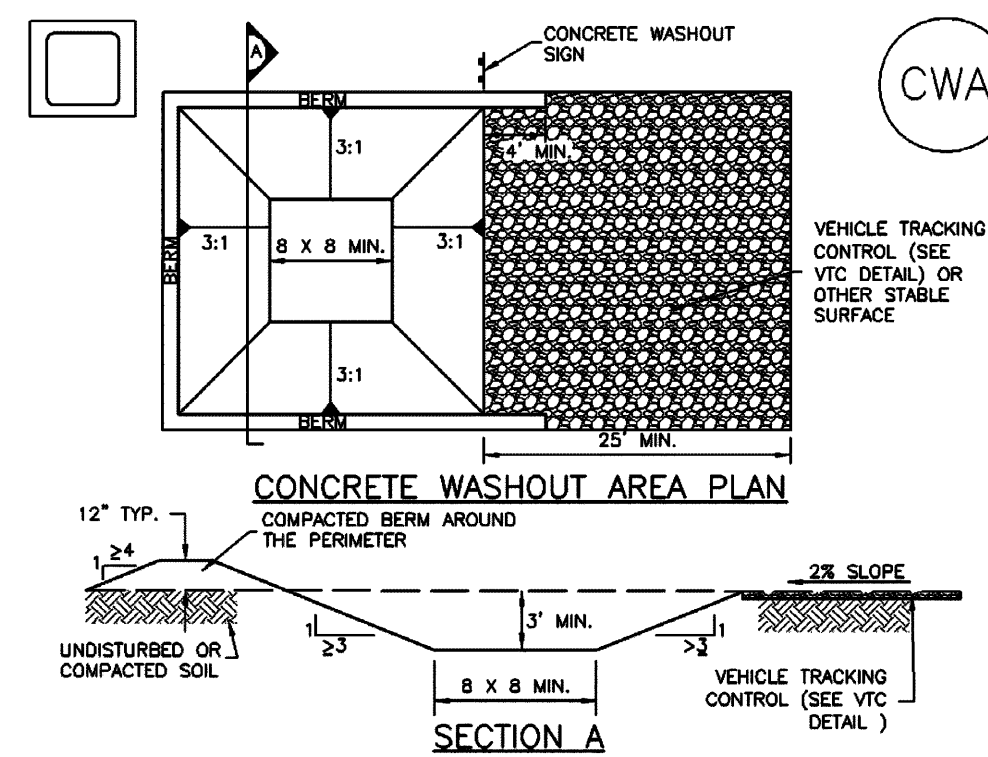 A
CONCRETE WASHOUT
SIGN
CWA
BERM
3:1
4' MIN.
BERM
3:1
8 X 8 MIN.
3:1
VEHICLE TRACKING
CONTROL (SEE
VTC DETAIL) OR
OTHER STABLE
SURFACE
3:1
BERM
25' MIN.
CONCRETE WASHOUT AREA PLAN
12" TYP.
COMPACTED BERM AROUND
THE PERIMETER
1
≥4
2% SLOPE
3' MIN.
1
≥3
>3
1
UNDISTURBED OR
COMPACTED SOIL
8 X 8 MIN.
VEHICLE TRACKING
CONTROL (SEE VTC
DETAIL )
SECTION A